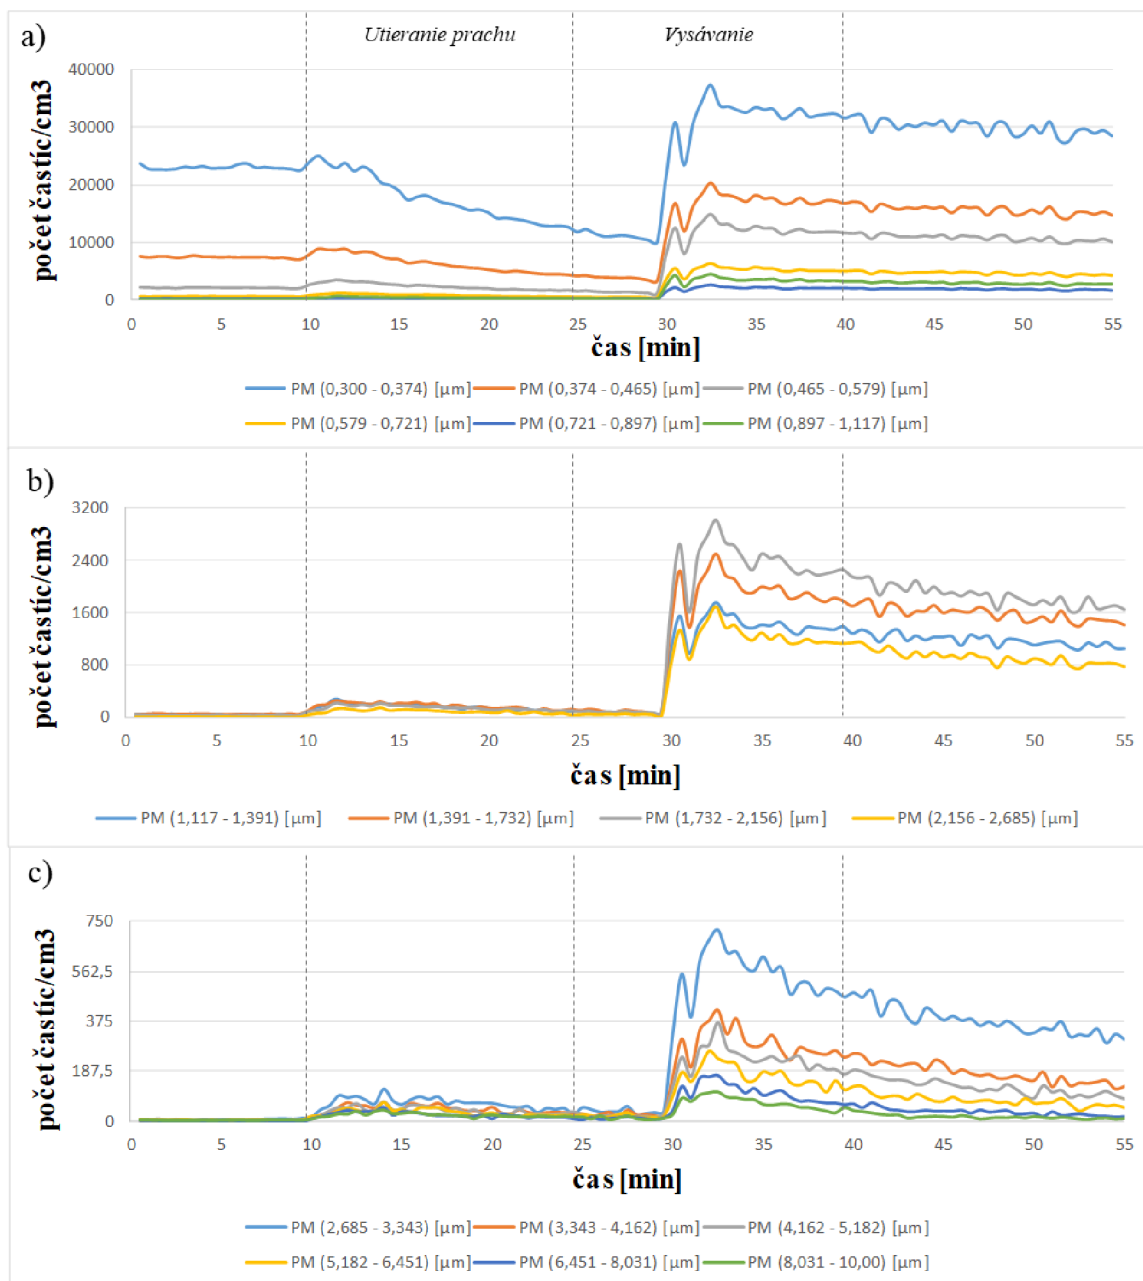 a)
Utieranie prachu Vysávanie
počet častíc/cm3
40000
30000
20000
10000
0
0 5 10 15 20 25 30 35 40 45 50 55
čas [min]
PM (0,300 - 0,374) [µm] PM (0,374 - 0,465) [µm] PM (0,465 - 0,579) [µm]
PM (0,579 - 0,721) [µm] PM (0,721 - 0,897) [µm] PM (0,897 - 1,117) [µm]
b)
počet častíc/cm3
3200
2400
1600
800
0
0 5 10 15 20 25 30 35 40 45 50 55
čas [min]
PM (1,117 - 1,391) [µm] PM (1,391 - 1,732) [µm] PM (1,732 - 2,156) [µm] PM (2,156 - 2,685) [µm]
c)
počet častíc/cm3
750
562,5
375
187,5
0
0 5 10 15 20 25 30 35 40 45 50 55
čas [min]
PM (2,685 - 3,343) [µm] PM (3,343 - 4,162) [µm] PM (4,162 - 5,182) [µm]
PM (5,182 - 6,451) [µm] PM (6,451 - 8,031) [µm] PM (8,031 - 10,00) [µm]